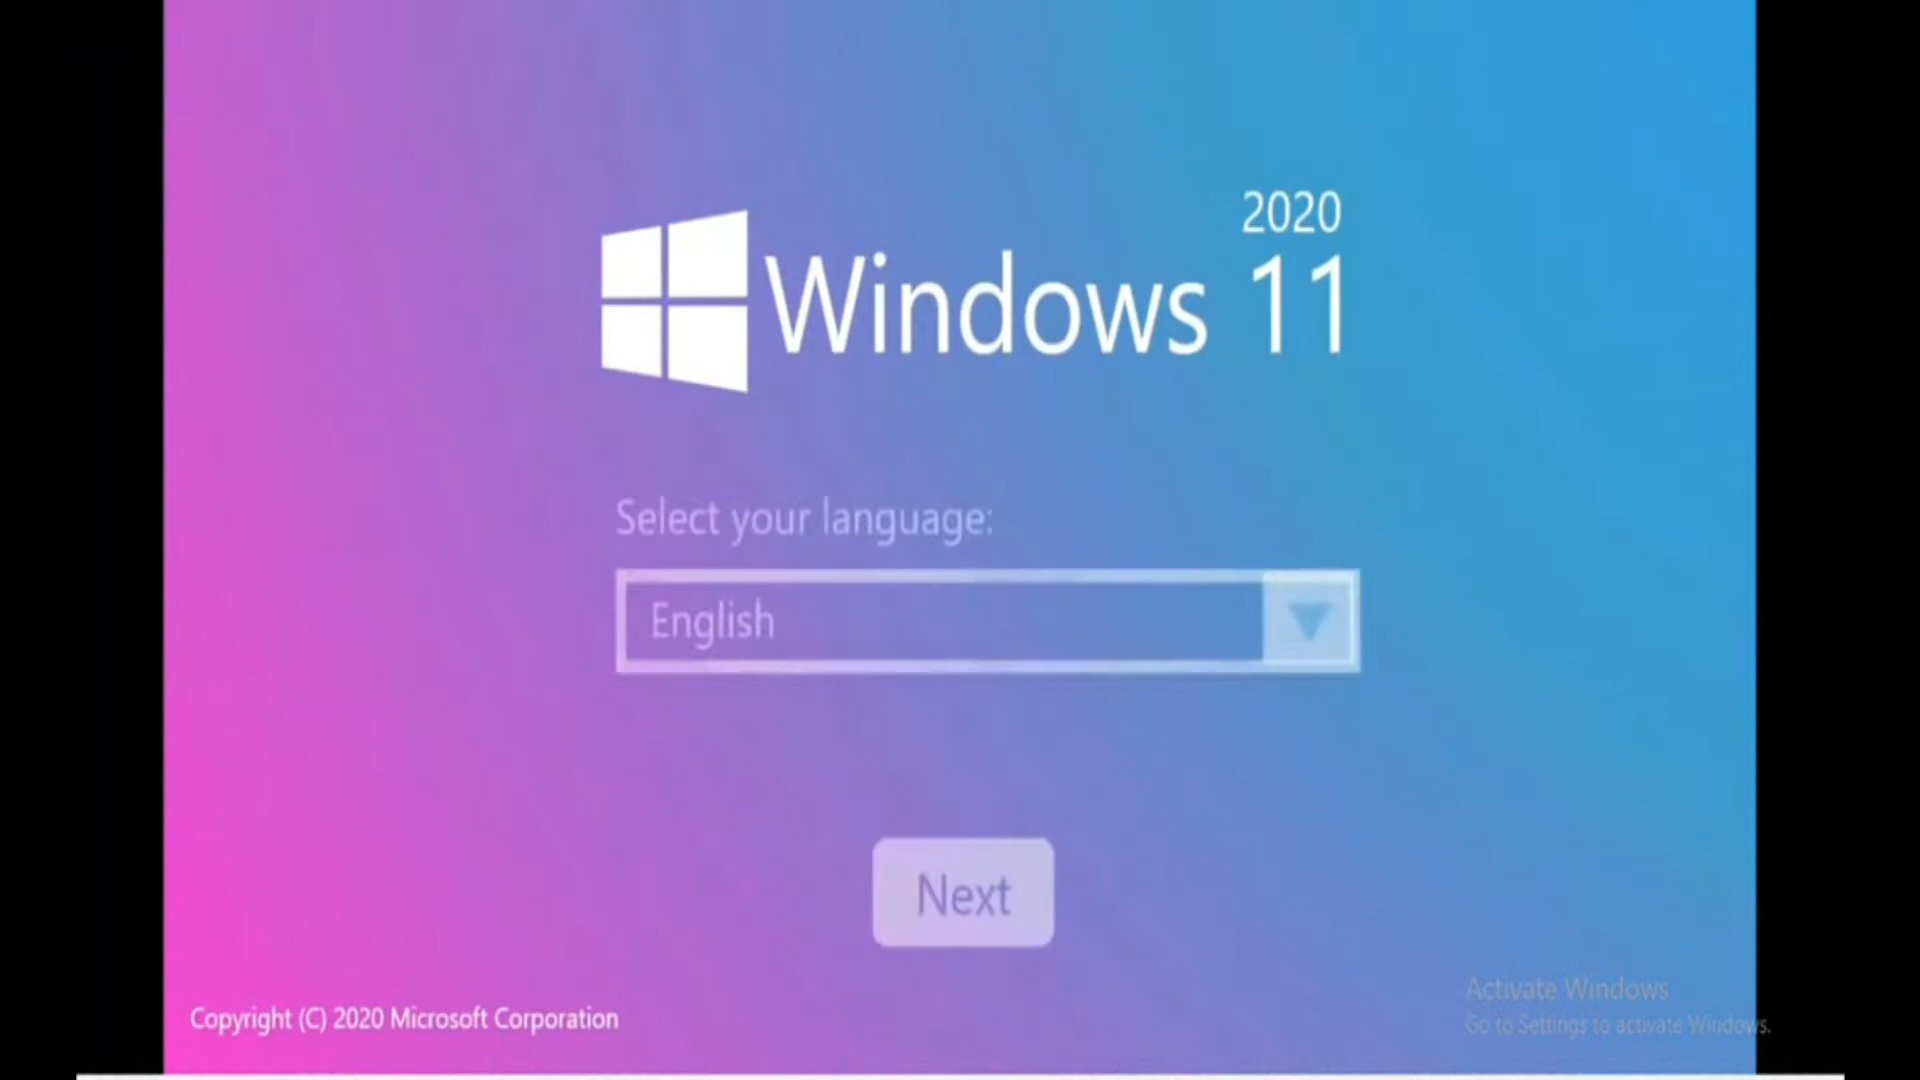 2020
Windows 11
Select your language:
English
Next
Copyright (C) 2020 Microsoft Corporation
Activate Windows
Go to Settings to activate Windows.